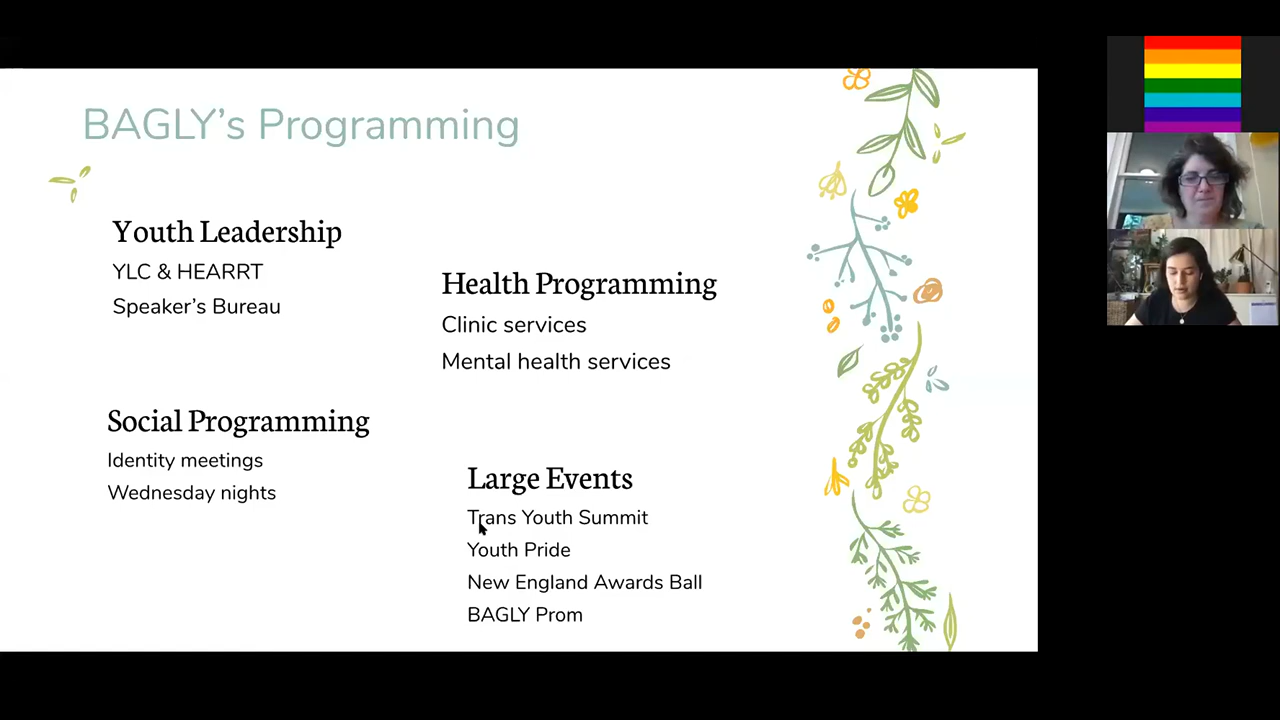 BAGLY's Programming
Youth Leadership
YLC & HEARRT
Speaker's Bureau
Health Programming
Clinic services
Mental health services
Social Programming
Identity meetings
Wednesday nights
Large Events
Trans Youth Summit
Youth Pride
New England Awards Ball
BAGLY Prom